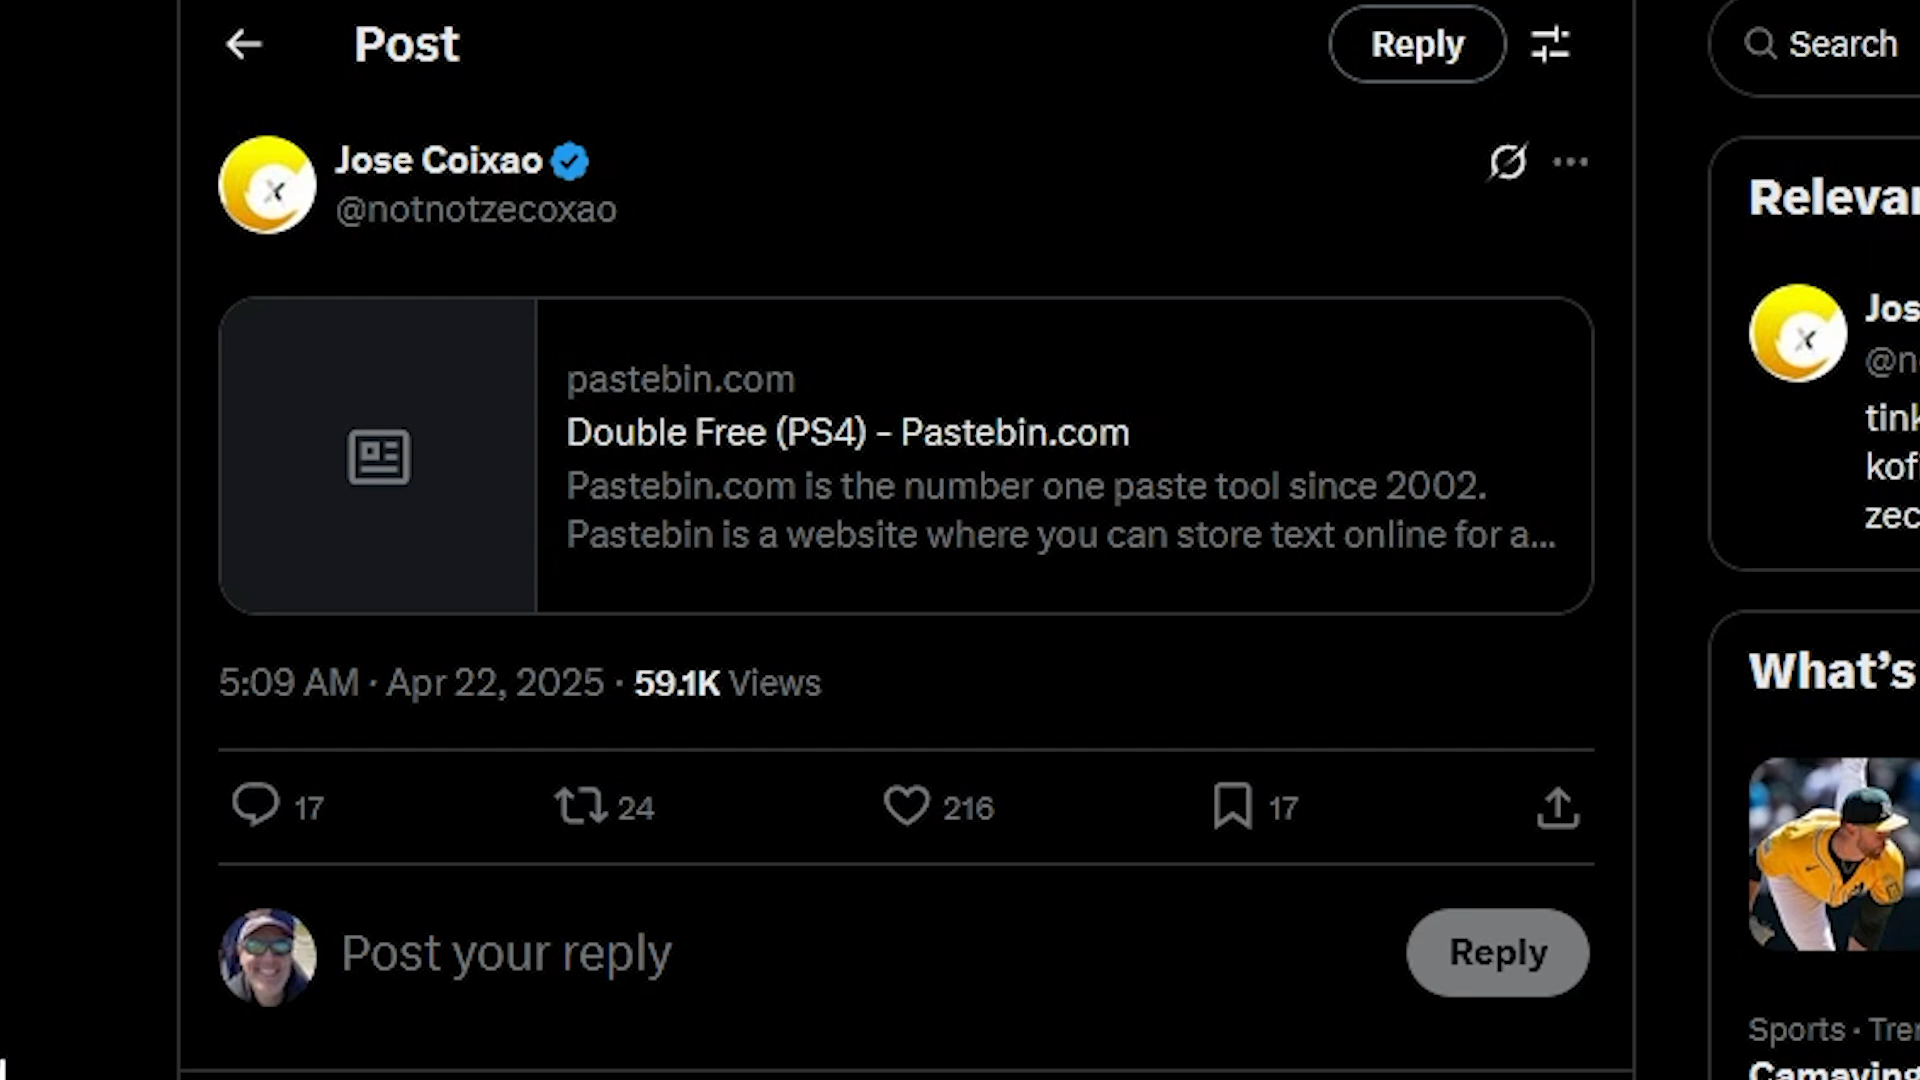 Post
Reply
Search
Jose Coixao
@notnotzecoxao
pastebin.com
Double Free (PS4) - Pastebin.com
Pastebin.com is the number one paste tool since 2002.
Pastebin is a website where you can store text online for a...
5:09 AM · Apr 22, 2025 · 59.1K Views
17
24
216
17
Post your reply
Reply
Relevan
Jos
@n
tink
kof
zec
What's
Sports · Tre